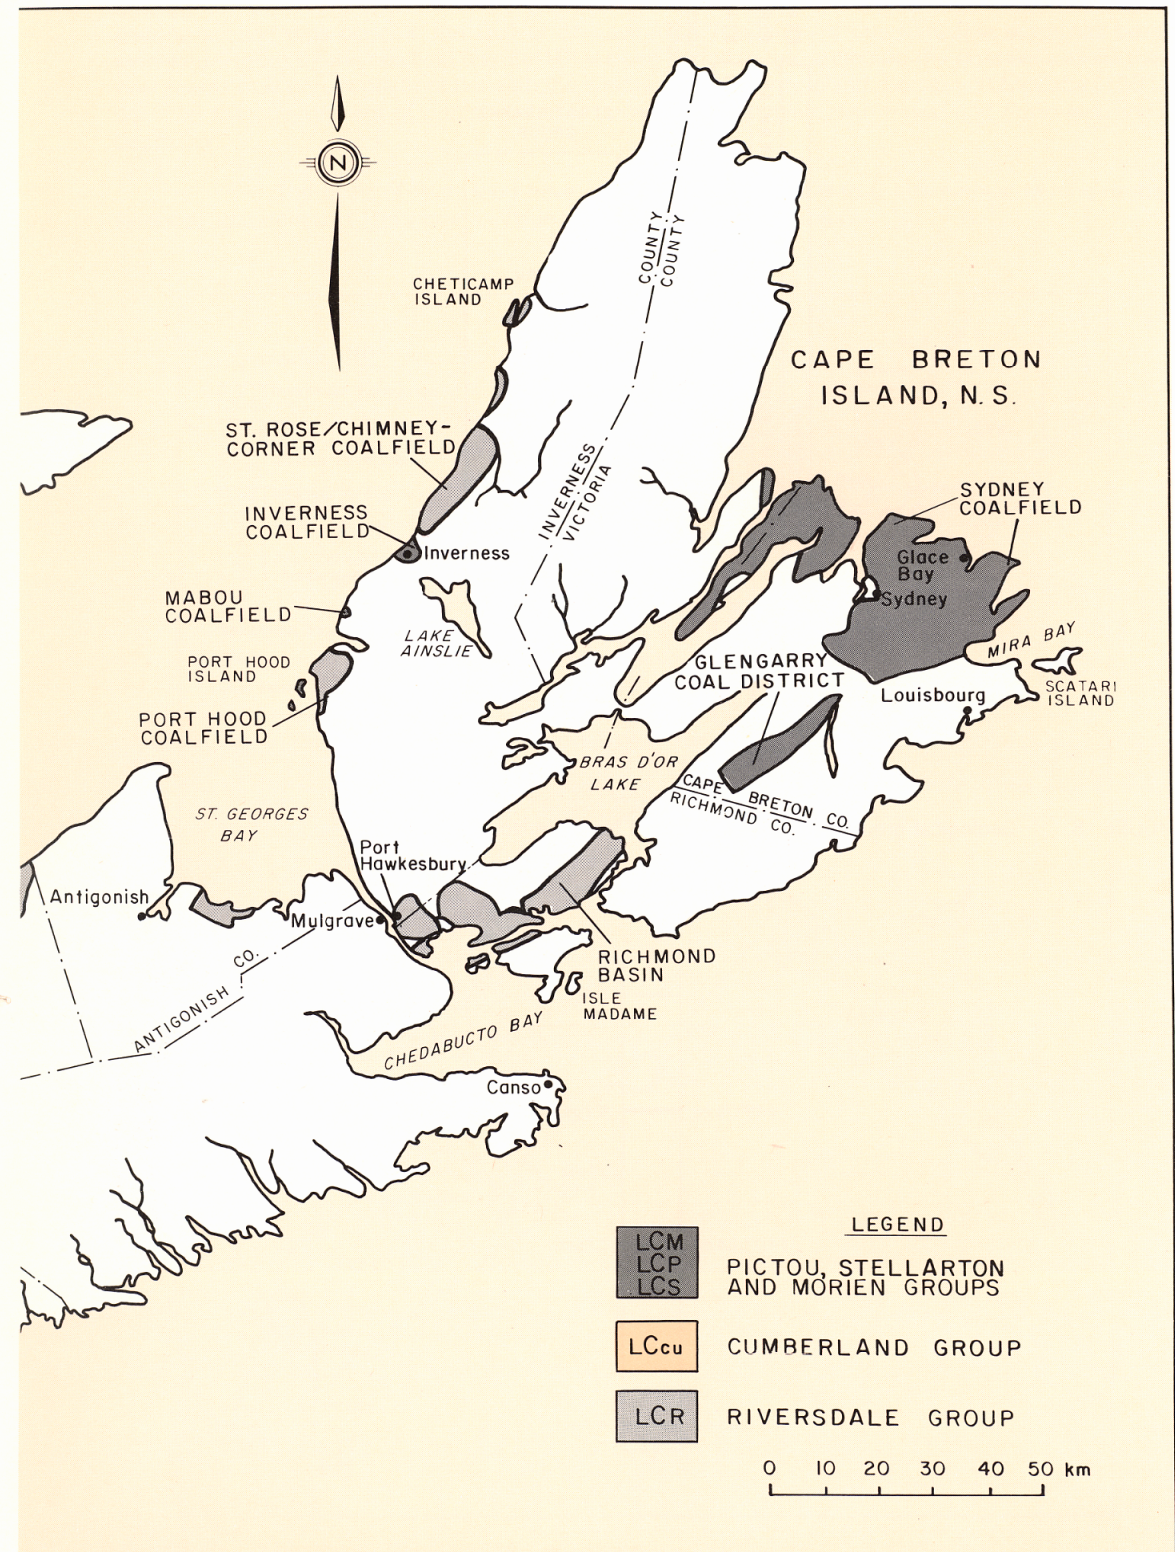 N
COUNTY
COUNTY
CHETICAMP
ISLAND
CAPE BRETON
ISLAND, N.S.
ST. ROSE/CHIMNEY-
CORNER COALFIELD
INVERNESS
VICTORIA
SYDNEY
COALFIELD
INVERNESS
COALFIELD
Inverness
Glace
Bay
Sydney
MABOU
COALFIELD
LAKE
AINSLIE
MIRA BAY
PORT HOOD
ISLAND
GLENGARRY
COAL DISTRICT
SCATARI
ISLAND
Louisbourg
PORT HOOD
COALFIELD
BRAS D'OR
LAKE
CAPE BRETON CO.
RICHMOND CO.
ST. GEORGES
BAY
Port
Hawkesbury
Antigonish
Mulgrave
RICHMOND
BASIN
ANTIGONISH CO.
ISLE
MADAME
CHEDABUCTO BAY
Canso
LEGEND
LCM
LCP
LCS
PICTOU, STELLARTON
AND MORIEN GROUPS
LCcu
CUMBERLAND GROUP
LCR
RIVERSDALE GROUP
0 10 20 30 40 50 km